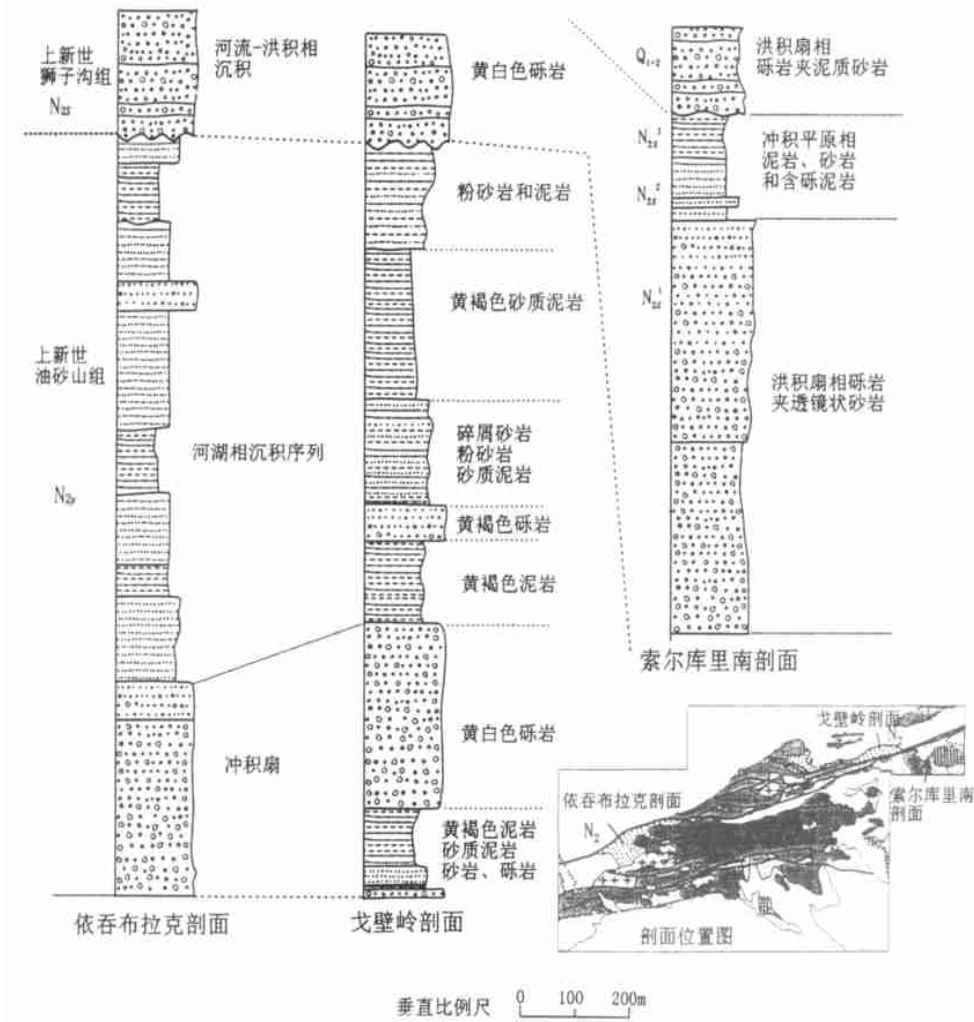 上新世
狮子沟组
N₂s
河流-洪积相
沉积
上新世
油砂山组
N₂y
河湖相沉积序列
冲积扇
依吞布拉克剖面
黄白色砾岩
粉砂岩和泥岩
黄褐色砂质泥岩
碎屑砂岩
粉砂岩
砂质泥岩
黄褐色砾岩
黄褐色泥岩
黄白色砾岩
黄褐色泥岩
砂质泥岩
砂岩、砾岩
戈壁岭剖面
Q₁₊₂
洪积扇相
砾岩夹泥质砂岩
N₂s³
N₂s²
冲积平原相
泥岩、砂岩
和含砾泥岩
N₂s¹
洪积扇相砾岩
夹透镜状砂岩
索尔库里南剖面
戈壁岭剖面
依吞布拉克剖面
N₂
索尔库里南
剖面
剖面位置图
垂直比例尺 0 100 200m